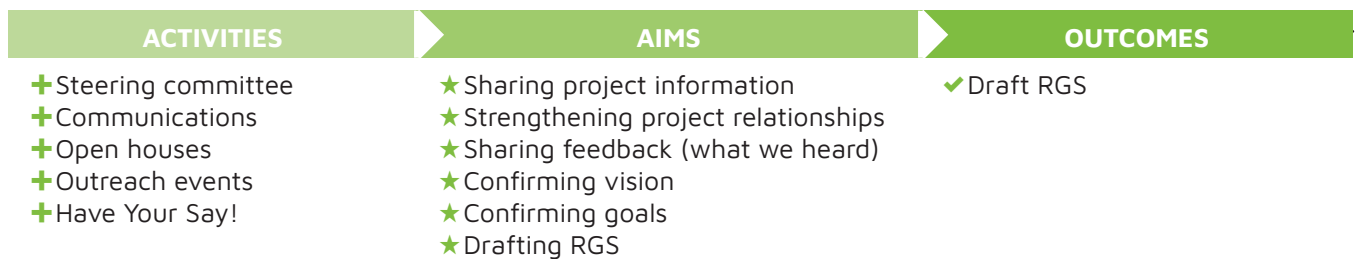 ACTIVITIES
Steering committee
Communications
Open houses
Outreach events
Have Your Say!
AIMS
Sharing project information
Strengthening project relationships
Sharing feedback (what we heard)
Confirming vision
Confirming goals
Drafting RGS
OUTCOMES
Draft RGS